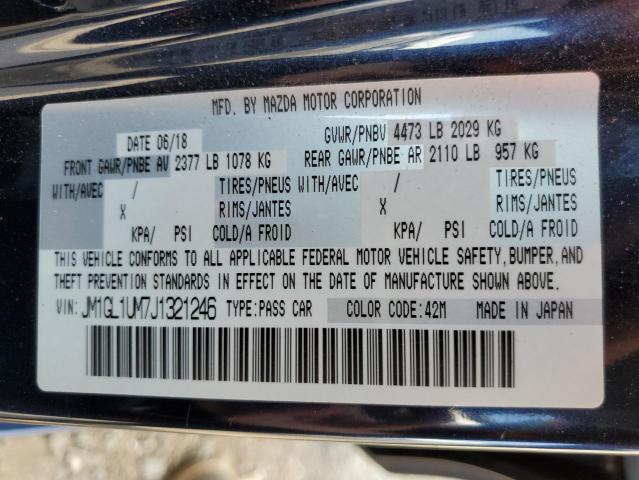 MFD. BY MAZDA MOTOR CORPORATION
DATE 06/18 GVWR/PNBV 4473 LB 2029 KG
FRONT GAWR/PNBE AV 2377 LB 1078 KG REAR GAWR/PNBE AR 2110 LB 957 KG
WITH/AVEC / TIRES/PNEUS WITH/AVEC / TIRES/PNEUS
X RIMS/JANTES X RIMS/JANTES
KPA/ PSI COLD/A FROID KPA/ PSI COLD/A FROID
THIS VEHICLE CONFORMS TO ALL APPLICABLE FEDERAL MOTOR VEHICLE SAFETY, BUMPER, AND
THEFT PREVENTION STANDARDS IN EFFECT ON THE DATE OF MANUFACTURE SHOWN ABOVE.
VIN: JM1GL1UM7J1321246 TYPE: PASS CAR COLOR CODE: 42M MADE IN JAPAN